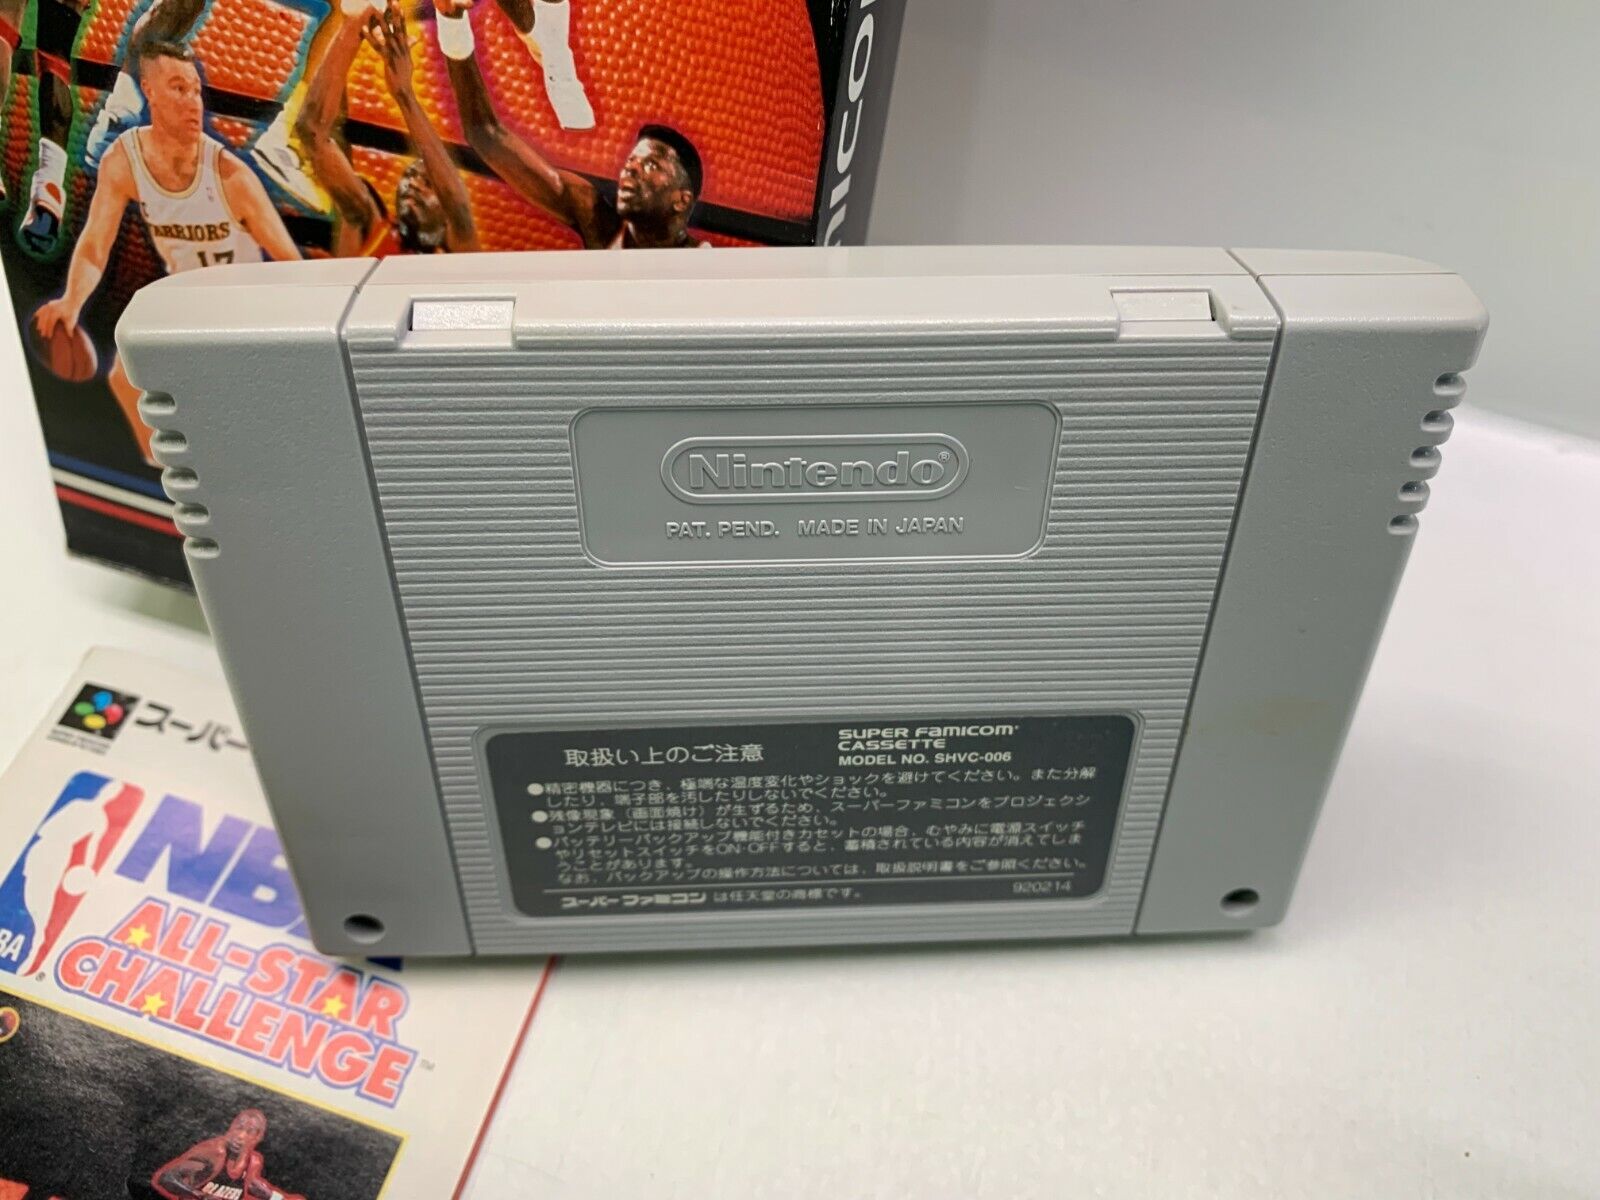 WARRIORS
17
Nintendo®
PAT. PEND. MADE IN JAPAN
取扱い上のご注意
SUPER FAMICOM
CASSETTE
MODEL NO. SHVC-006
●精密機器につき、極端な温度変化やショックを避けてください。また分解
したり、端子部を汚したりしないでください。
●残像現象(画面焼け)が生ずるため、スーパーファミコンをプロジェクシ
ョンテレビには接続しないでください。
●バッテリーバックアップ機能付きカセットの場合、むやみに電源スイッチ
やリセットスイッチをON·OFFすると、蓄積されている内容が消えてしま
うことがあります。
なお、バックアップの操作方法については、取扱説明書をご参照ください。
920214
スーパーファミコンは任天堂の商標です。
スーパー
NBA
ALL-STAR
CHALLENGE™
BLAZERS